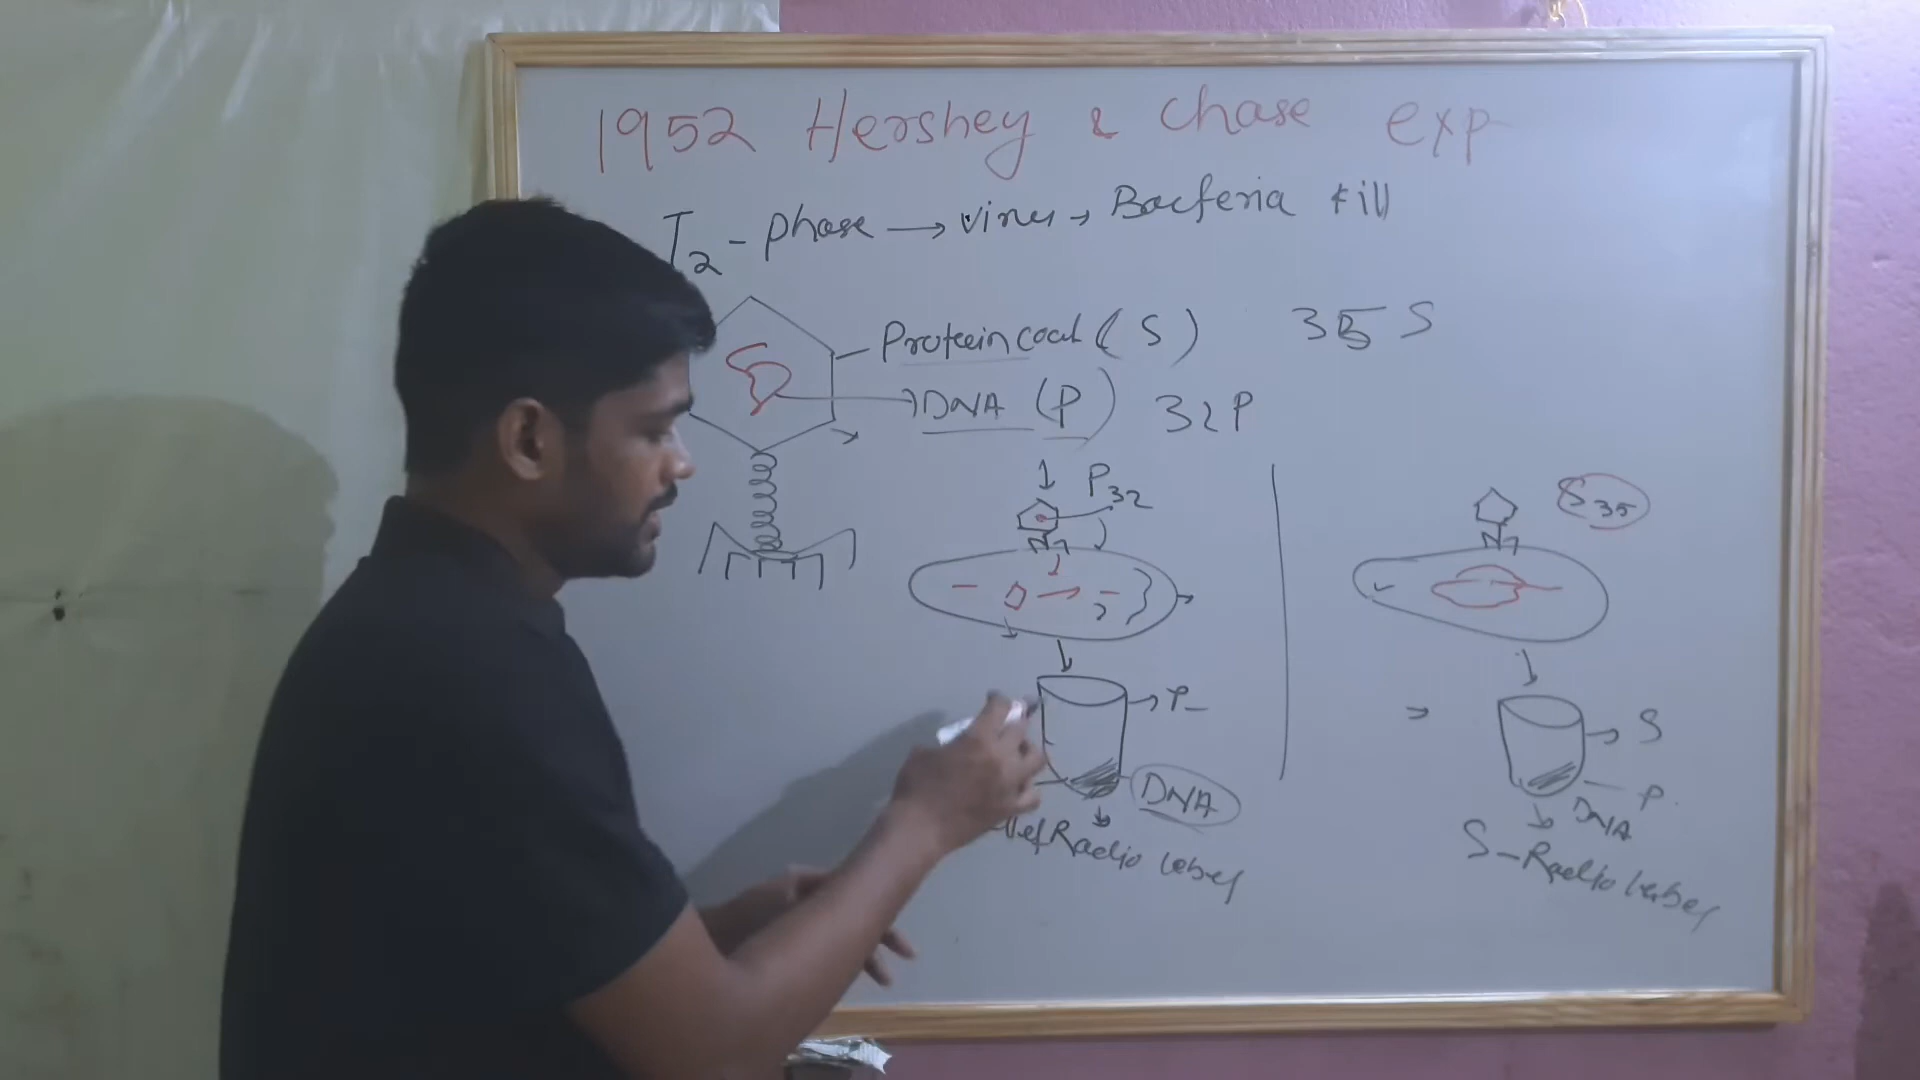 1952 Hershey & chase exp
T2 - phase → virus → Bacteria kill
Protein coat (S) 35 S
DNA (P) 32 P
P32
S35
P
S
DNA
P
DNA
Radio label
S - Radio label